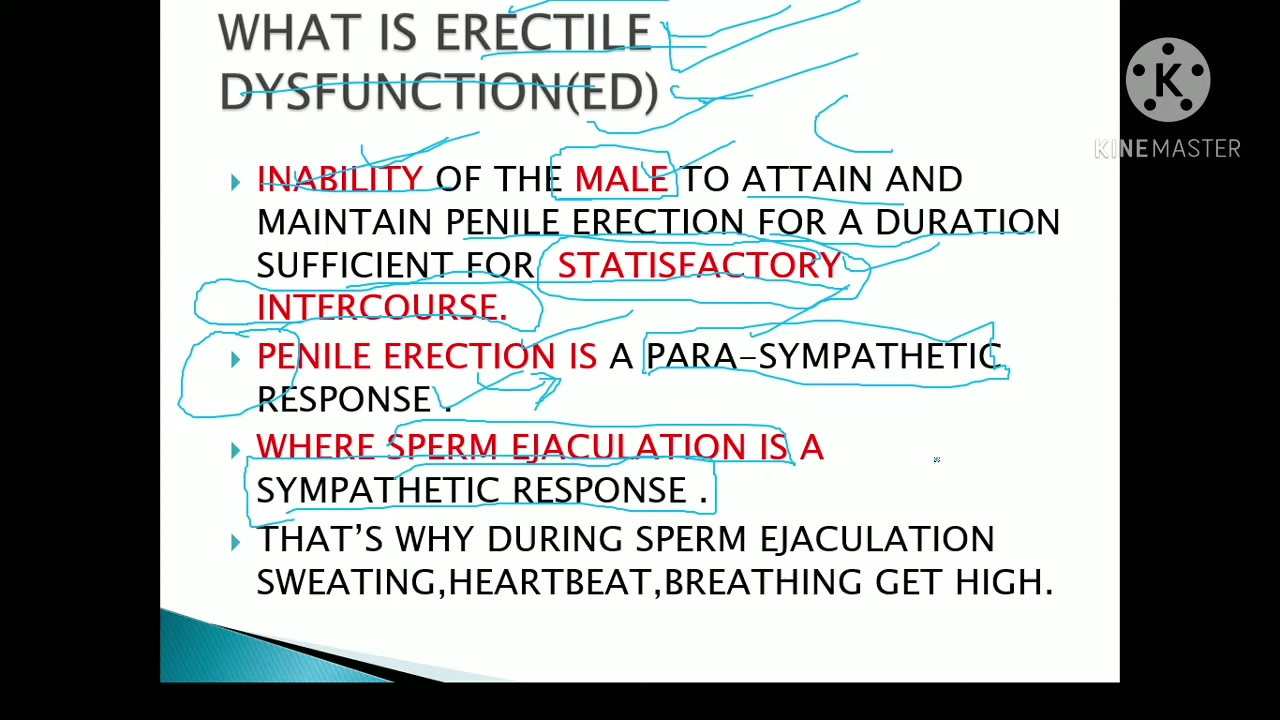 WHAT IS ERECTILE
DYSFUNCTION(ED)
K
KINEMASTER
INABILITY OF THE MALE TO ATTAIN AND
MAINTAIN PENILE ERECTION FOR A DURATION
SUFFICIENT FOR STATISFACTORY
INTERCOURSE.
PENILE ERECTION IS A PARA-SYMPATHETIC
RESPONSE .
WHERE SPERM EJACULATION IS A
SYMPATHETIC RESPONSE .
THAT’S WHY DURING SPERM EJACULATION
SWEATING,HEARTBEAT,BREATHING GET HIGH.